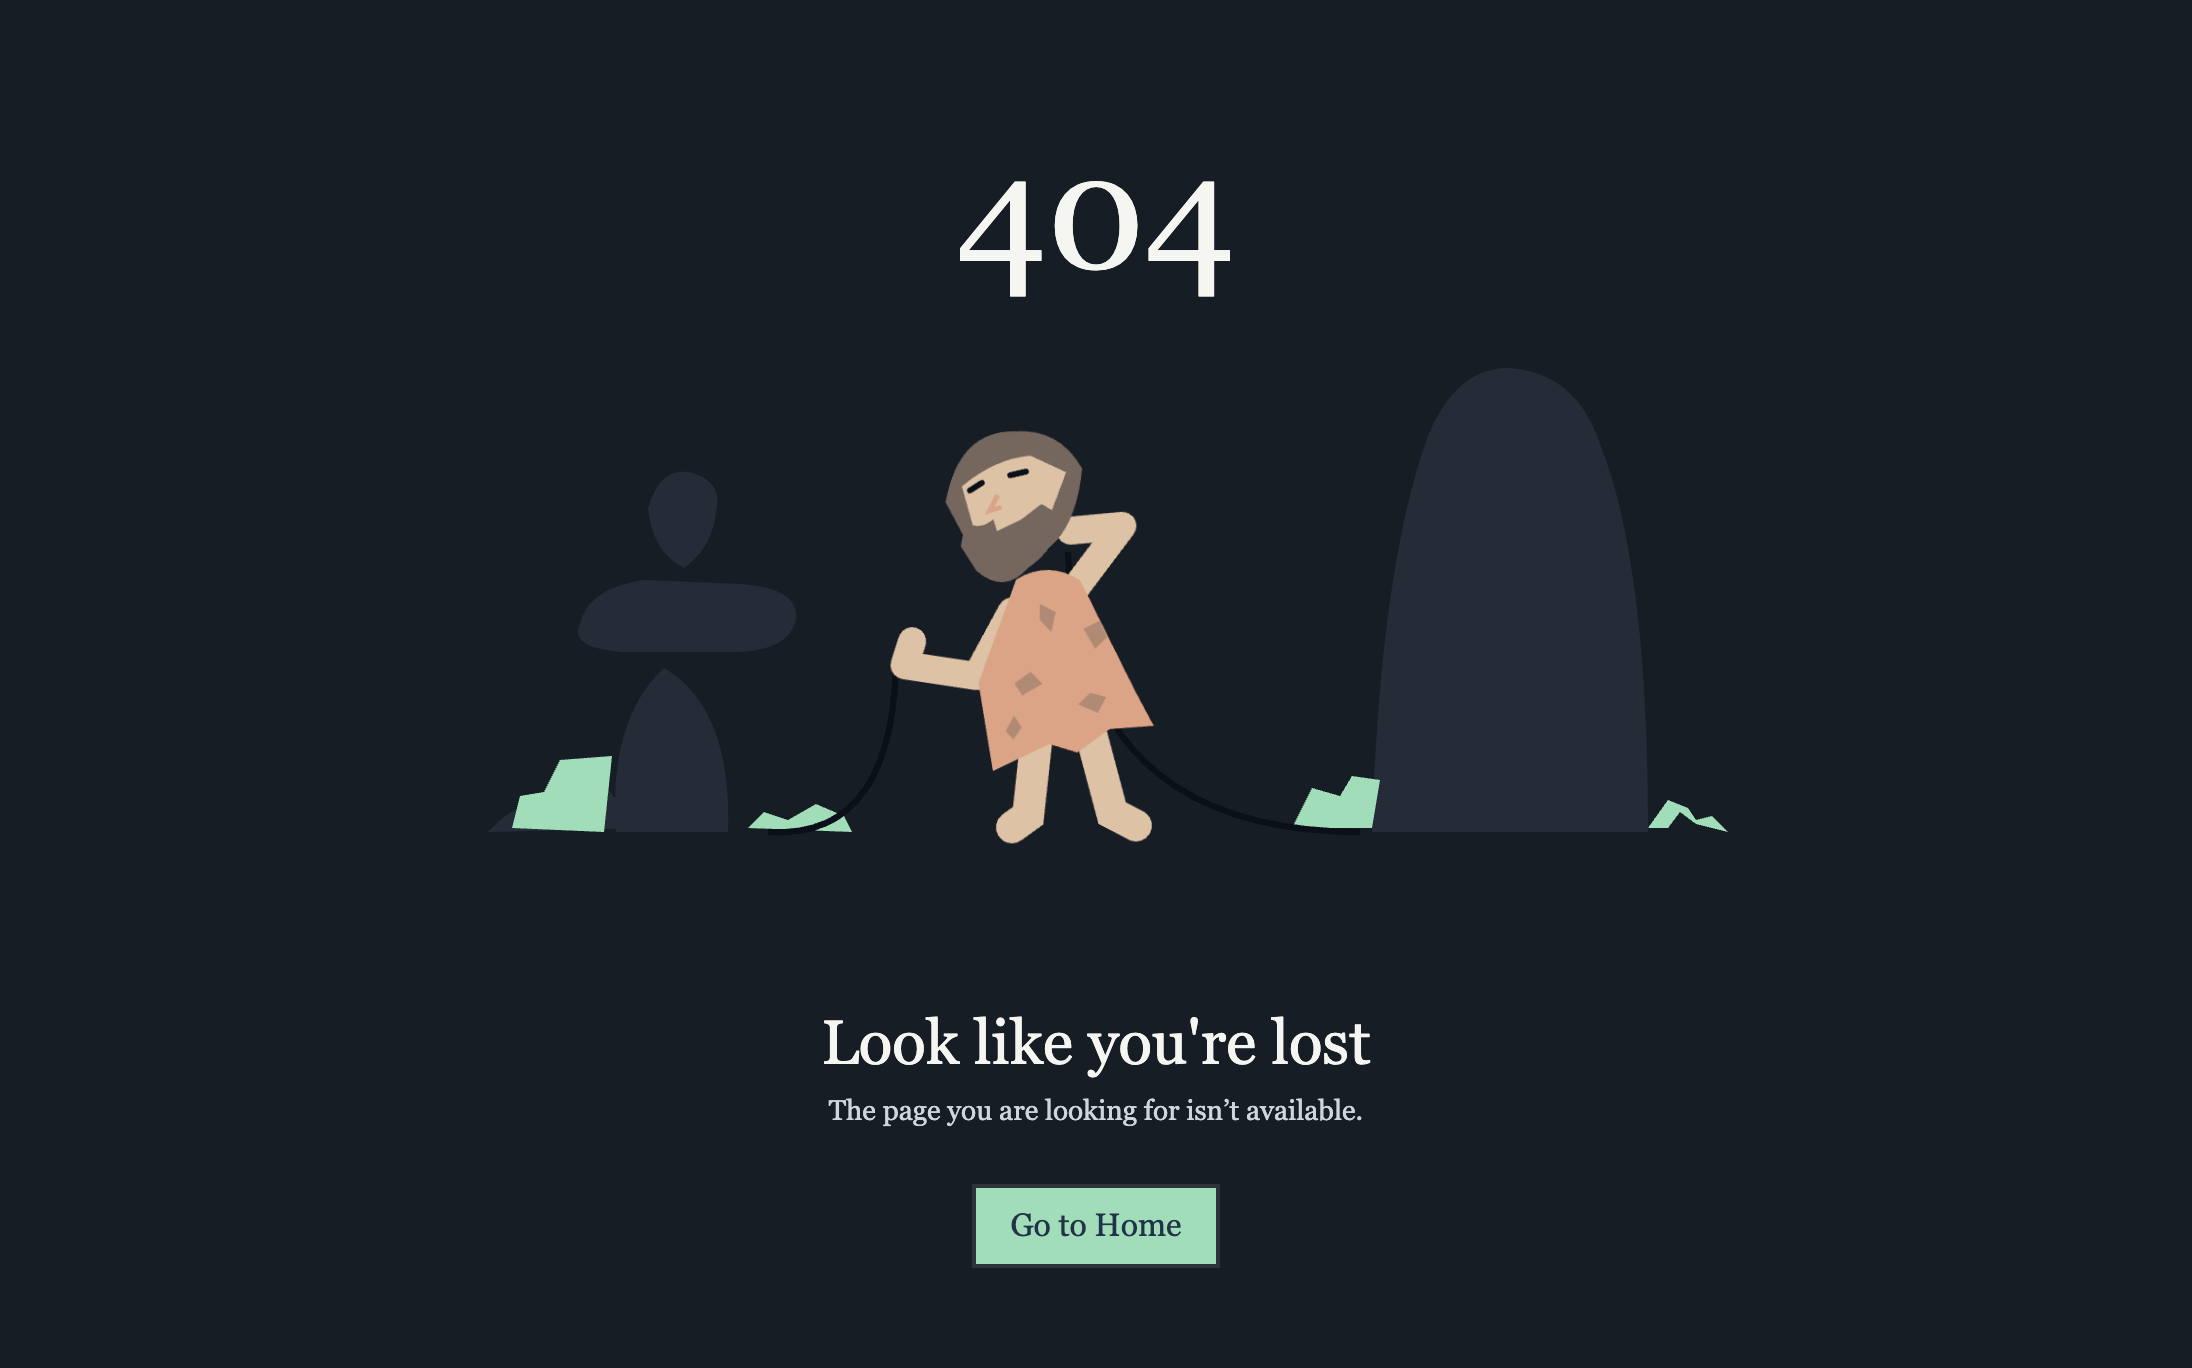 404
Look like you're lost
The page you are looking for isn’t available.
Go to Home